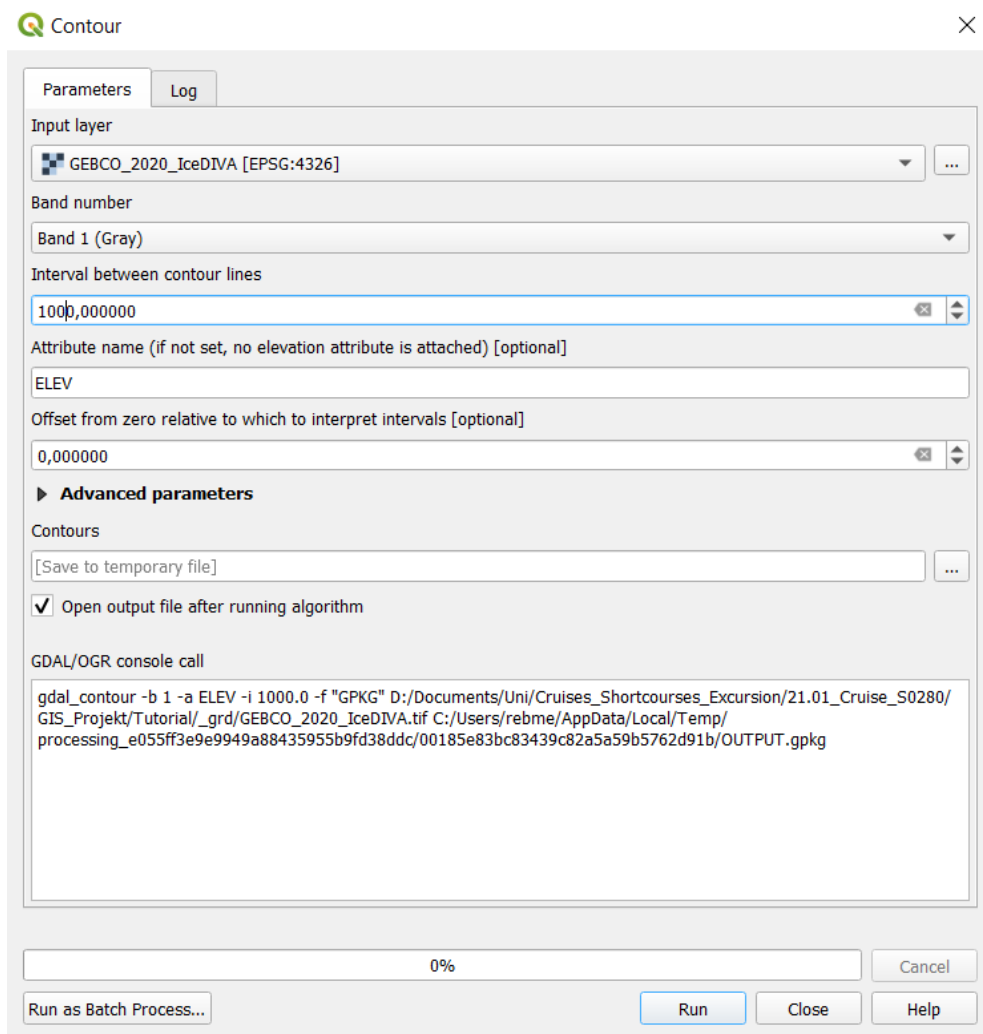 Contour
Parameters
Log
Input layer
GEBCO_2020_IceDIVA [EPSG:4326]
...
Band number
Band 1 (Gray)
Interval between contour lines
1000,000000
Attribute name (if not set, no elevation attribute is attached) [optional]
ELEV
Offset from zero relative to which to interpret intervals [optional]
0,000000
Advanced parameters
Contours
[Save to temporary file]
...
Open output file after running algorithm
GDAL/OGR console call
gdal_contour -b 1 -a ELEV -i 1000.0 -f "GPKG" D:/Documents/Uni/Cruises_Shortcourses_Excursion/21.01_Cruise_S0280/
GIS_Projekt/Tutorial/_grd/GEBCO_2020_IceDIVA.tif C:/Users/rebme/AppData/Local/Temp/
processing_e055ff3e9e9949a88435955b9fd38ddc/00185e83bc83439c82a5a59b5762d91b/OUTPUT.gpkg
0%
Cancel
Run as Batch Process...
Run
Close
Help